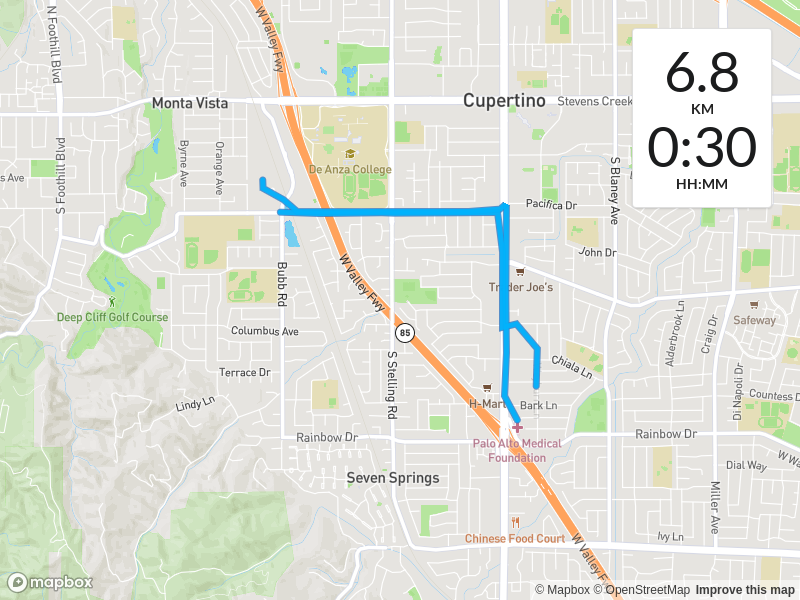 N Foothill Blvd
W Valley Fwy
6.8
KM
0:30
HH:MM
Monta Vista
Cupertino
Stevens Creek
Byrne Ave
Orange Ave
De Anza College
S Foothill Blvd
S Blaney Ave
Pacifica Dr
John Dr
Bubb Rd
W Valley Fwy
Trader Joe's
Deep Cliff Golf Course
Columbus Ave
85
Alderbrook Ln
Craig Dr
Safeway
Terrace Dr
S Stelling Rd
Chiala Ln
Di Napoli Dr
Countess D
Lindy Ln
H-Mart
Bark Ln
Rainbow Dr
Palo Alto Medical
Foundation
Rainbow Dr
W Wa
Dial Way
Seven Springs
Miller Ave
Chinese Food Court
W Valley Fw
Ivy Ln
mapbox
© Mapbox © OpenStreetMap Improve this map